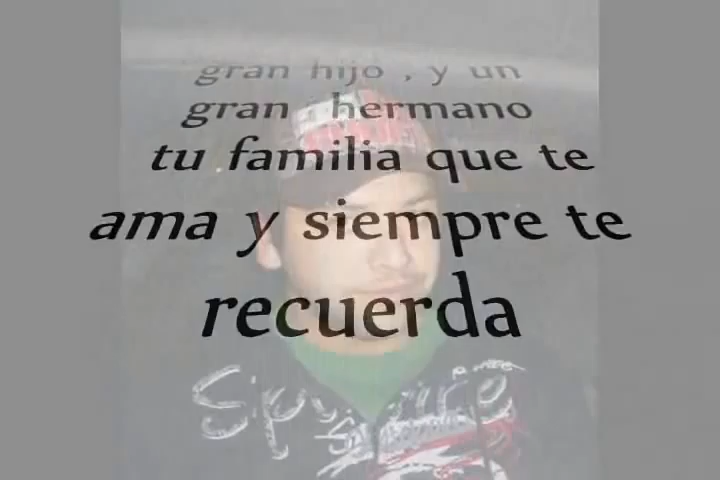 gran hijo , y un
gran hermano
tu familia que te
ama y siempre te
recuerda